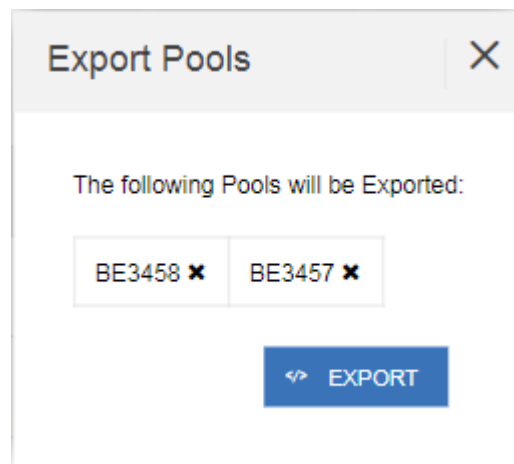 Export Pools
The following Pools will be Exported:
BE3458 BE3457
EXPORT